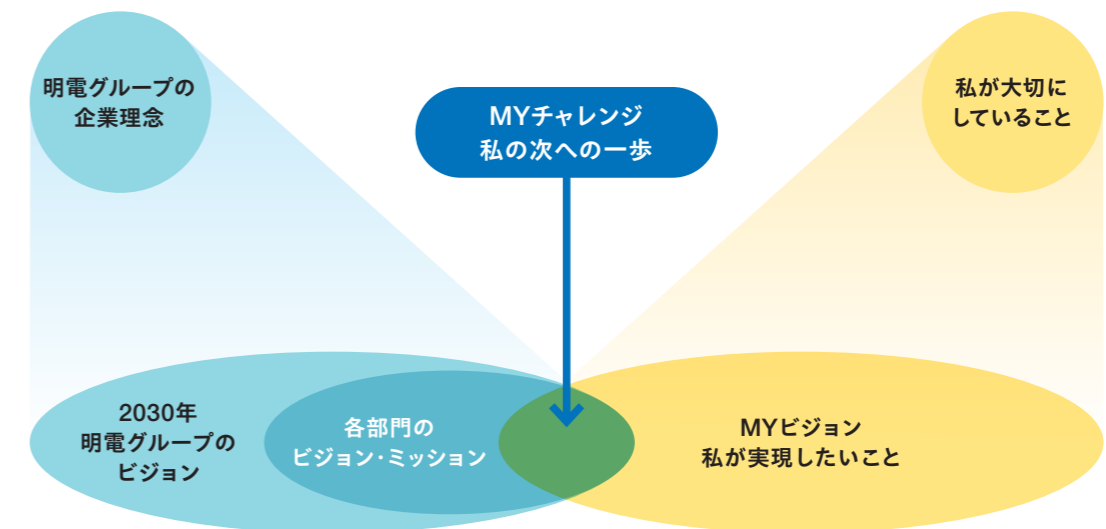 明電グループの
企業理念
MYチャレンジ
私の次への一歩
私が大切に
していること
2030年
明電グループの
ビジョン
各部門の
ビジョン・ミッション
MYビジョン
私が実現したいこと